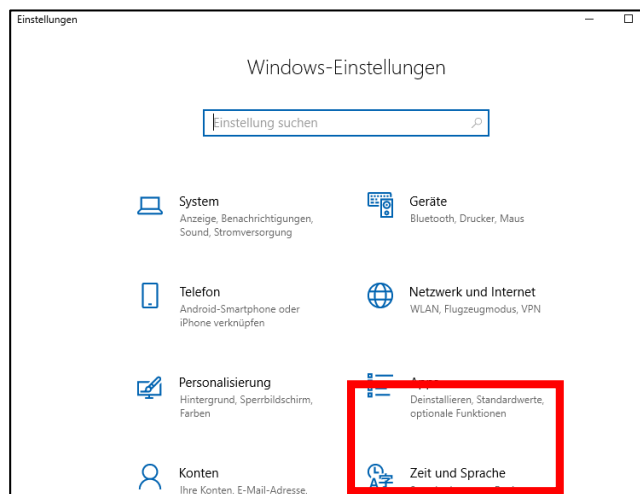 Einstellungen
Windows-Einstellungen
Einstellung suchen
System
Anzeige, Benachrichtigungen,
Sound, Stromversorgung
Geräte
Bluetooth, Drucker, Maus
Telefon
Android-Smartphone oder
iPhone verknüpfen
Netzwerk und Internet
WLAN, Flugzeugmodus, VPN
Personalisierung
Hintergrund, Sperrbildschirm,
Farben
Apps
Deinstallieren, Standardwerte,
optionale Funktionen
Konten
Ihre Konten, E-Mail-Adresse,
Zeit und Sprache